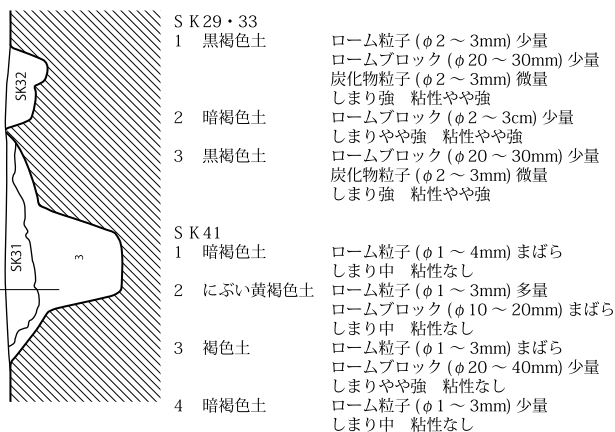 SK32
SK31
3
ＳＫ29・33
1　黒褐色土　ローム粒子 (φ2 ～ 3mm) 少量
ロームブロック (φ20 ～ 30mm) 少量
炭化物粒子 (φ2 ～ 3mm) 微量
しまり強　粘性やや強
2　暗褐色土　ロームブロック (φ2 ～ 3cm) 少量
しまりやや強　粘性やや強
3　黒褐色土　ロームブロック (φ20 ～ 30mm) 少量
炭化物粒子 (φ2 ～ 3mm) 微量
しまり強　粘性やや強
ＳＫ41
1　暗褐色土　ローム粒子 (φ1 ～ 4mm) まばら
しまり中　粘性なし
2　にぶい黄褐色土　ローム粒子 (φ1 ～ 3mm) 多量
ロームブロック (φ10 ～ 20mm) まばら
しまり中　粘性なし
3　褐色土　ローム粒子 (φ1 ～ 3mm) まばら
ロームブロック (φ20 ～ 40mm) 少量
しまりやや強　粘性なし
4　暗褐色土　ローム粒子 (φ1 ～ 3mm) 少量
しまり中　粘性なし